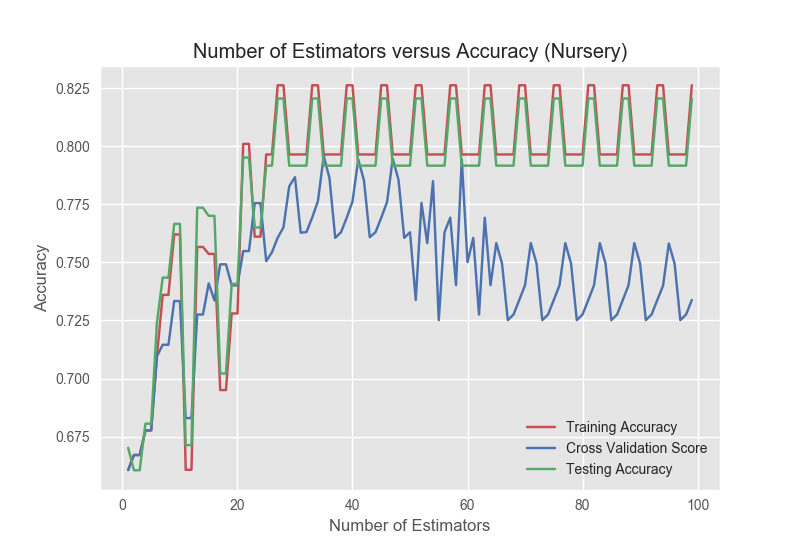 Number of Estimators versus Accuracy (Nursery)
Accuracy
0.825
0.800
0.775
0.750
0.725
0.700
0.675
Training Accuracy
Cross Validation Score
Testing Accuracy
0 20 40 60 80 100
Number of Estimators